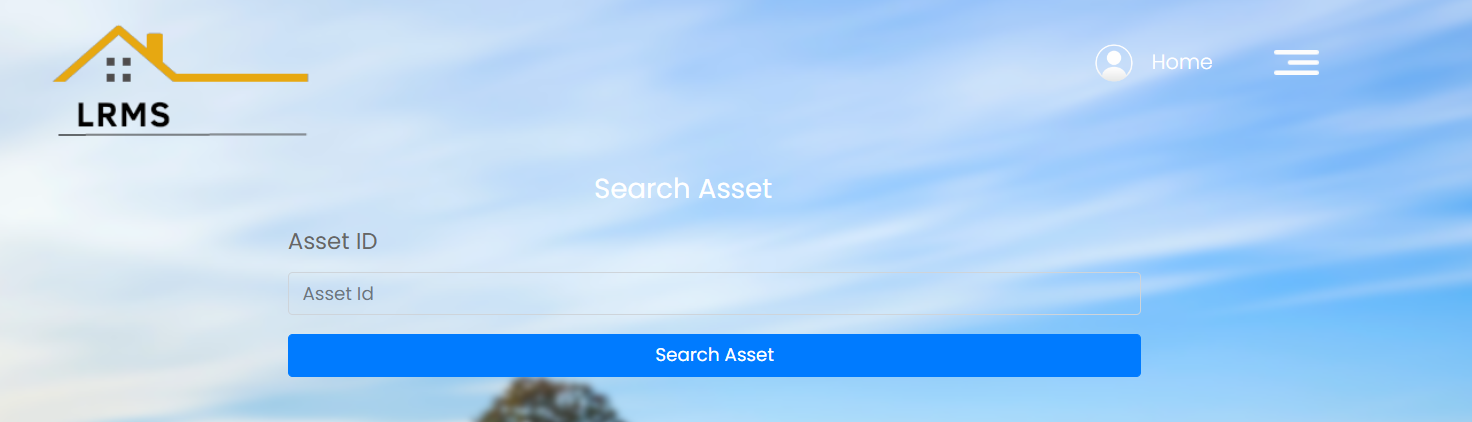 LRMS
Home
Search Asset
Asset ID
Asset Id
Search Asset